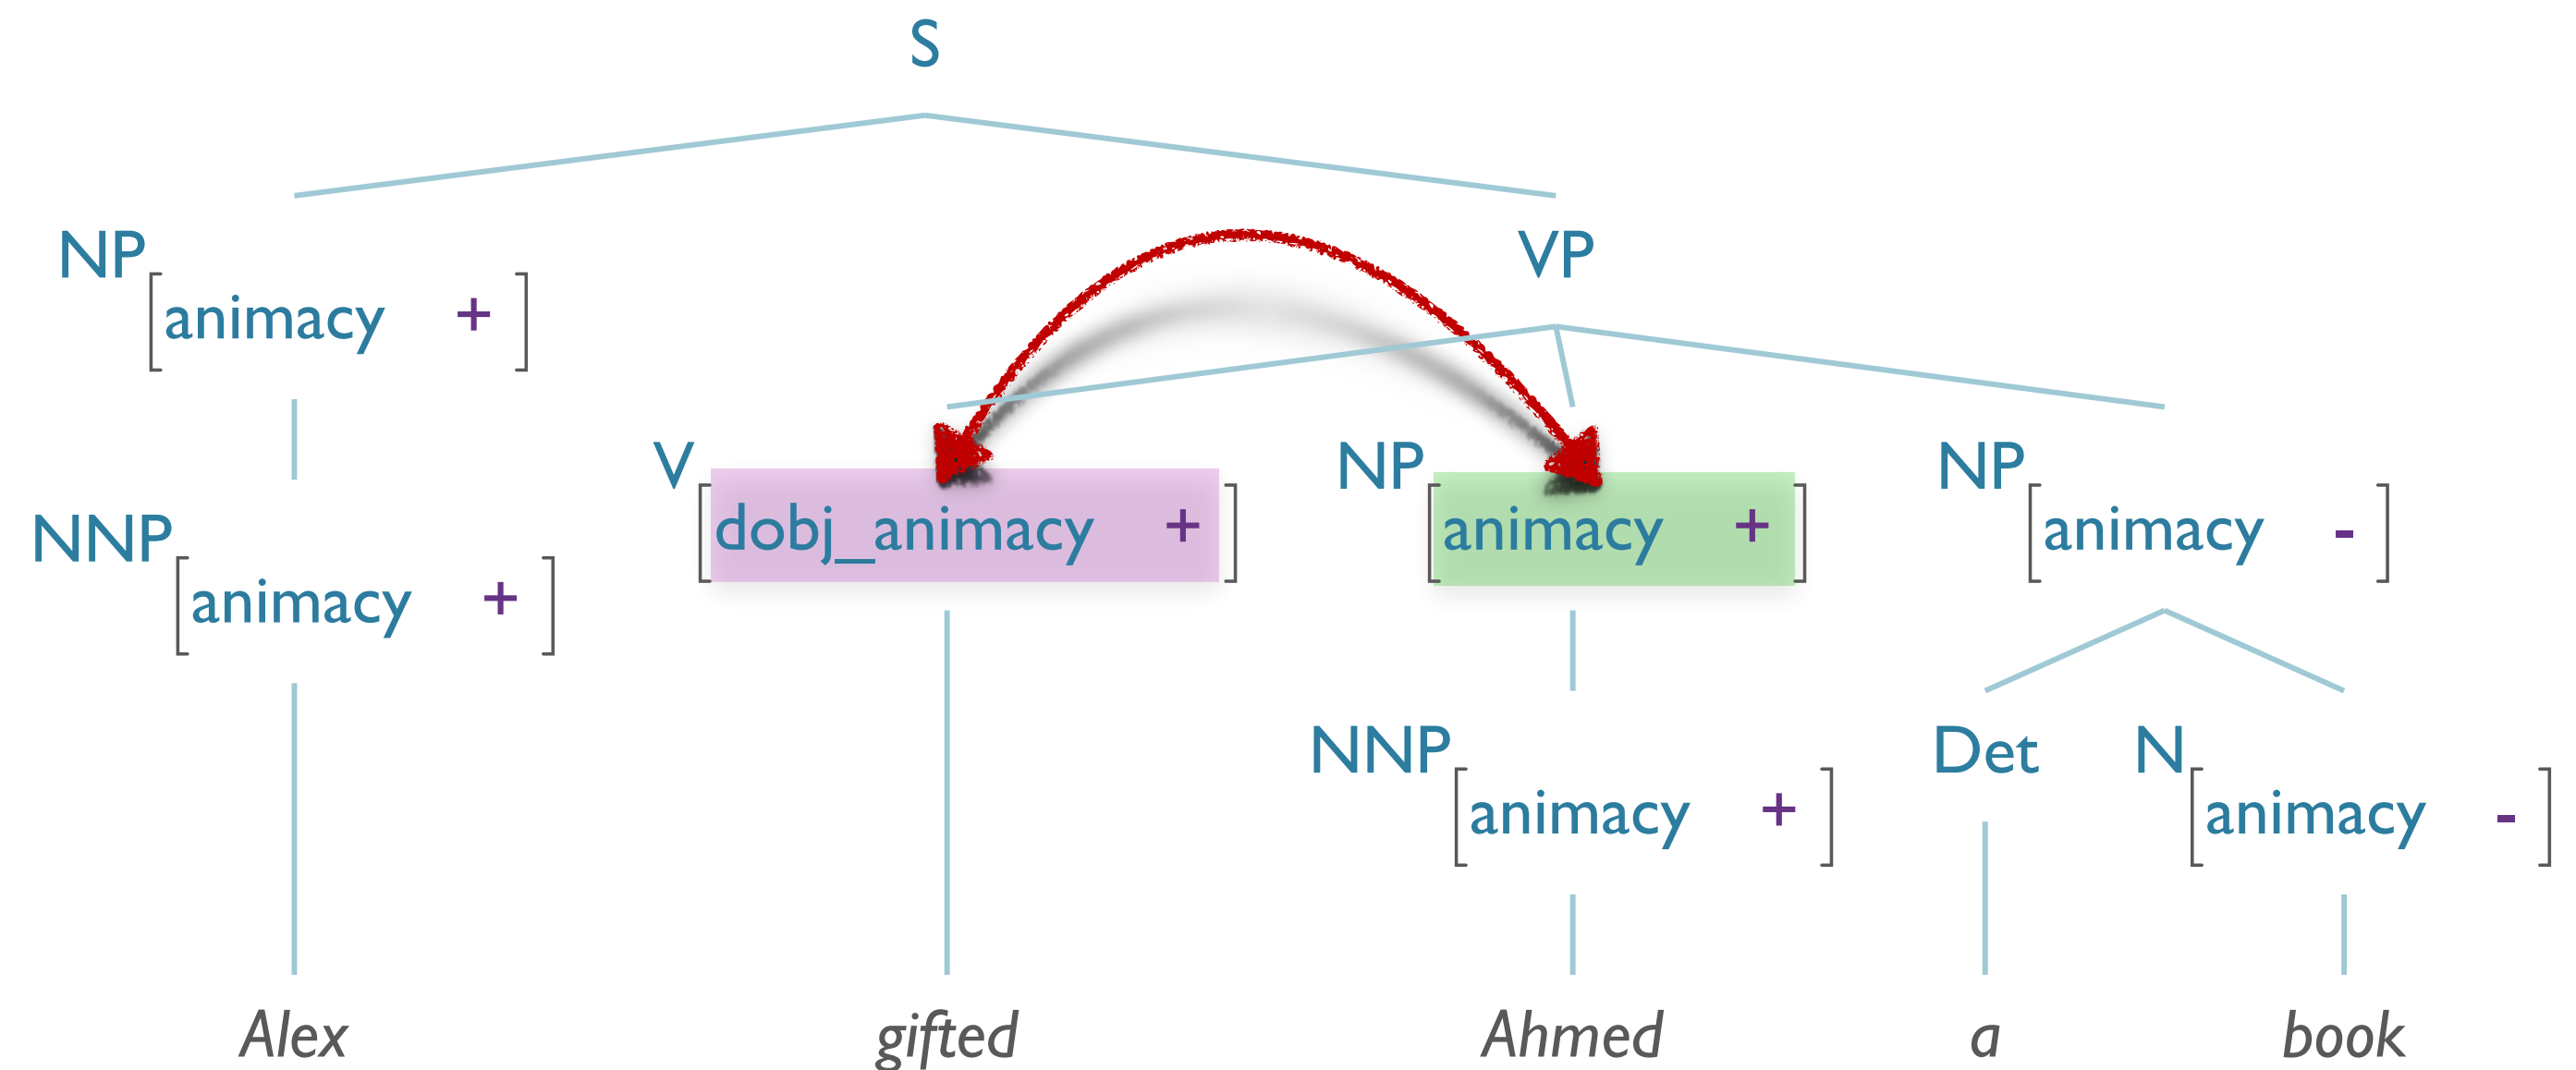 S
NP [animacy +]
VP
NNP [animacy +]
V [dobj_animacy +]
NP [animacy +]
NP [animacy -]
NNP [animacy +]
Det
N [animacy -]
Alex gifted Ahmed a book